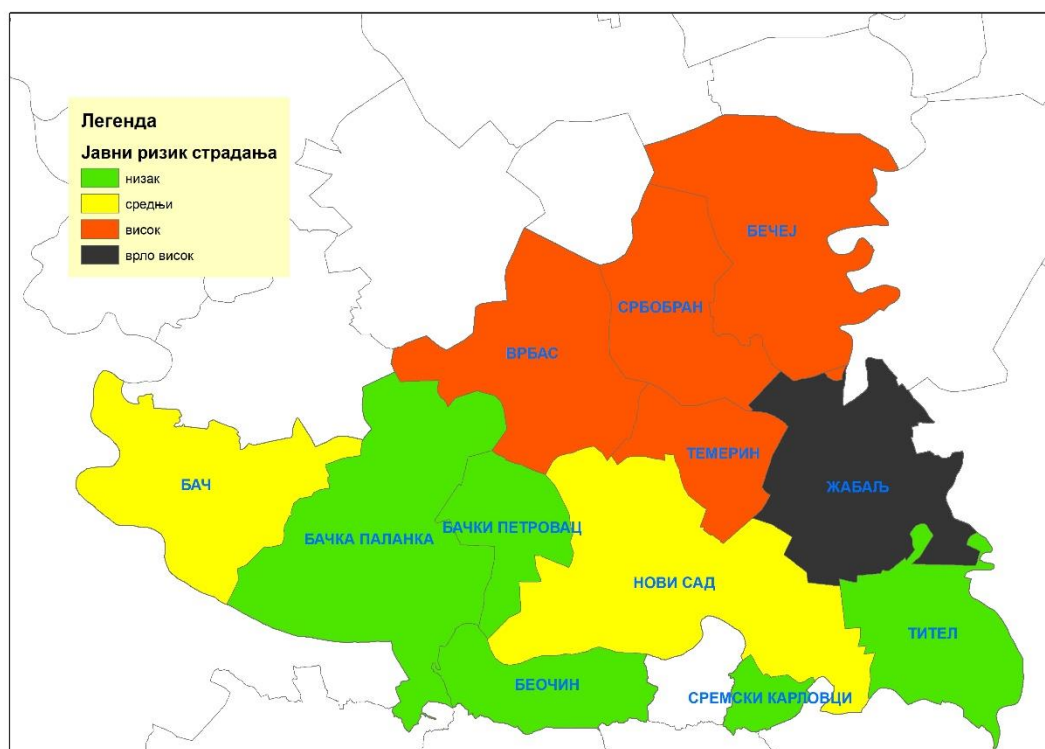 Легенда
Јавни ризик страдања
низак
средњи
висок
врло висок
БЕЧЕЈ
СРБОБРАН
ВРБАС
ТЕМЕРИН
БАЧ
ЖАБАЉ
БАЧКИ ПЕТРОВАЦ
БАЧКА ПАЛАНКА
НОВИ САД
ТИТЕЛ
БЕОЧИН
СРЕМСКИ КАРЛОВЦИ